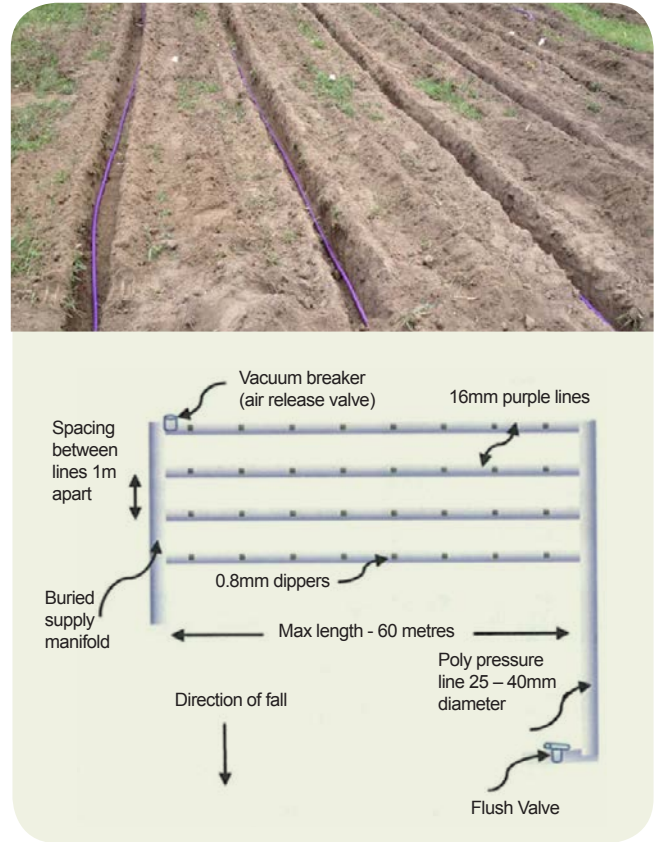 Vacuum breaker
(air release valve)
16mm purple lines
Spacing
between
lines 1m
apart
0.8mm dippers
Buried
supply
manifold
Max length - 60 metres
Poly pressure
line 25 – 40mm
diameter
Direction of fall
Flush Valve